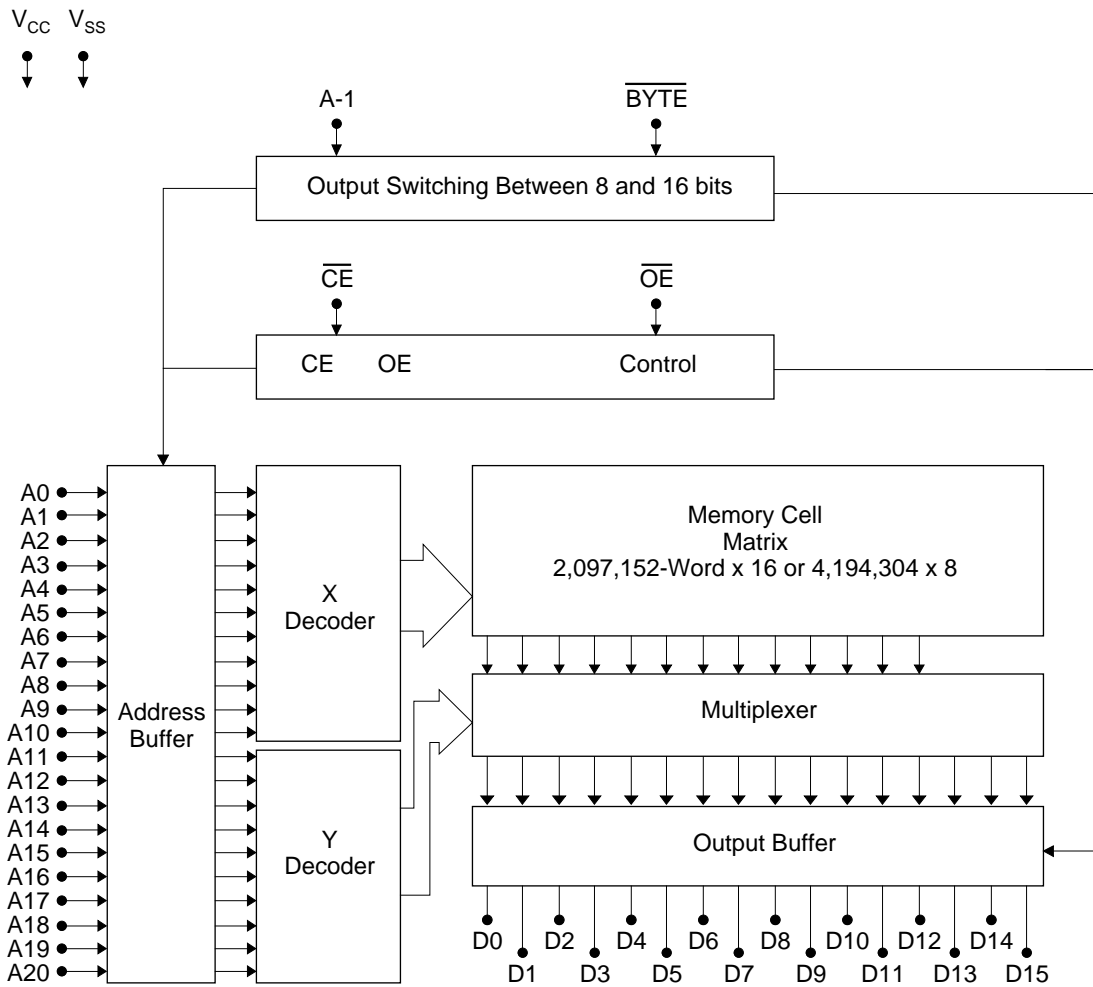 VCC VSS
A-1 B̅Y̅T̅E̅
Output Switching Between 8 and 16 bits
C̅E̅ O̅E̅
CE OE Control
A0
A1
A2
A3
A4
A5
A6
A7
A8
A9
A10
A11
A12
A13
A14
A15
A16
A17
A18
A19
A20
Address
Buffer
X
Decoder
Y
Decoder
Memory Cell
Matrix
2,097,152-Word x 16 or 4,194,304 x 8
Multiplexer
Output Buffer
D0 D2 D4 D6 D8 D10 D12 D14
D1 D3 D5 D7 D9 D11 D13 D15